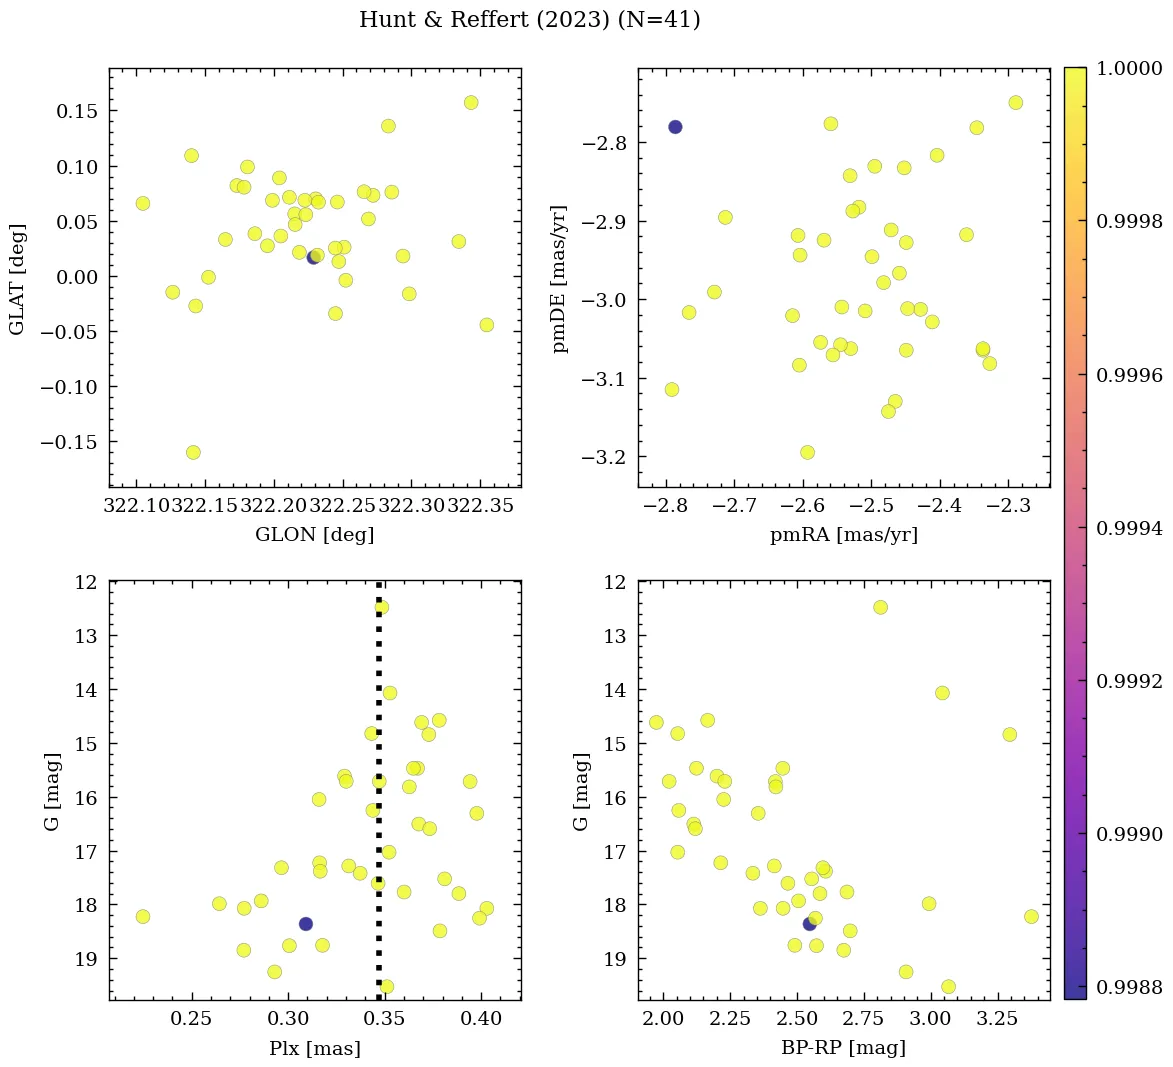 Hunt & Reffert (2023) (N=41)
0.15
0.10
0.05
0.00
−0.05
−0.10
−0.15
GLAT [deg]
322.10 322.15 322.20 322.25 322.30 322.35
GLON [deg]
−2.8
−2.9
−3.0
−3.1
−3.2
pmDE [mas/yr]
−2.8 −2.7 −2.6 −2.5 −2.4 −2.3
pmRA [mas/yr]
1.0000
0.9998
0.9996
0.9994
0.9992
0.9990
0.9988
12
13
14
15
16
17
18
19
G [mag]
0.25 0.30 0.35 0.40
Plx [mas]
12
13
14
15
16
17
18
19
G [mag]
2.00 2.25 2.50 2.75 3.00 3.25
BP-RP [mag]